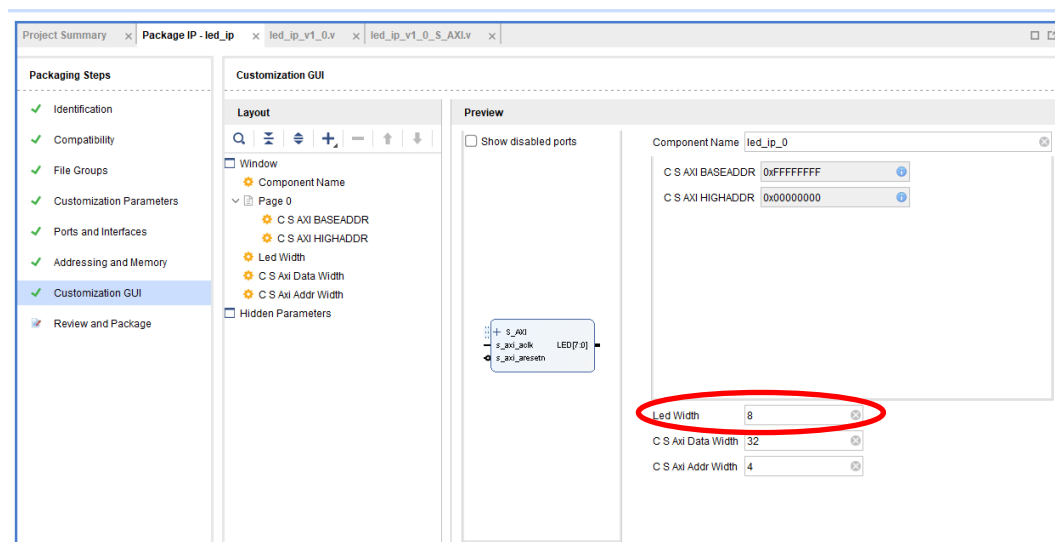 Project Summary × Package IP - led_ip × led_ip_v1_0.v × led_ip_v1_0_S_AXI.v ×
Packaging Steps
Identification
Compatibility
File Groups
Customization Parameters
Ports and Interfaces
Addressing and Memory
Customization GUI
Review and Package
Customization GUI
Layout
Window
Component Name
Page 0
C S AXI BASEADDR
C S AXI HIGHADDR
Led Width
C S Axi Data Width
C S Axi Addr Width
Hidden Parameters
Preview
Show disabled ports
S_AXI
s_axi_aclk LED[7:0]
s_axi_aresetn
Component Name led_ip_0
C S AXI BASEADDR 0xFFFFFFFF
C S AXI HIGHADDR 0x00000000
Led Width 8
C S Axi Data Width 32
C S Axi Addr Width 4